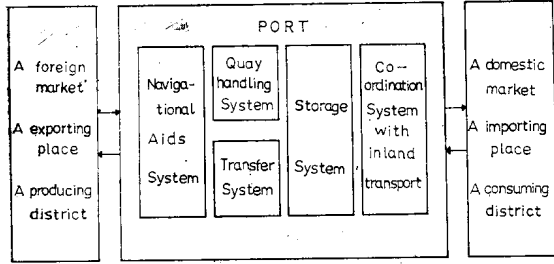 A foreign
market
A exporting
place
A producing
district
PORT
Naviga-
tional
Aids
System
Quay
handling
System
Transfer
System
Storage
System
Co-
ordination
System
with
inland
transport
A domestic
market
A importing
place
A consuming
district